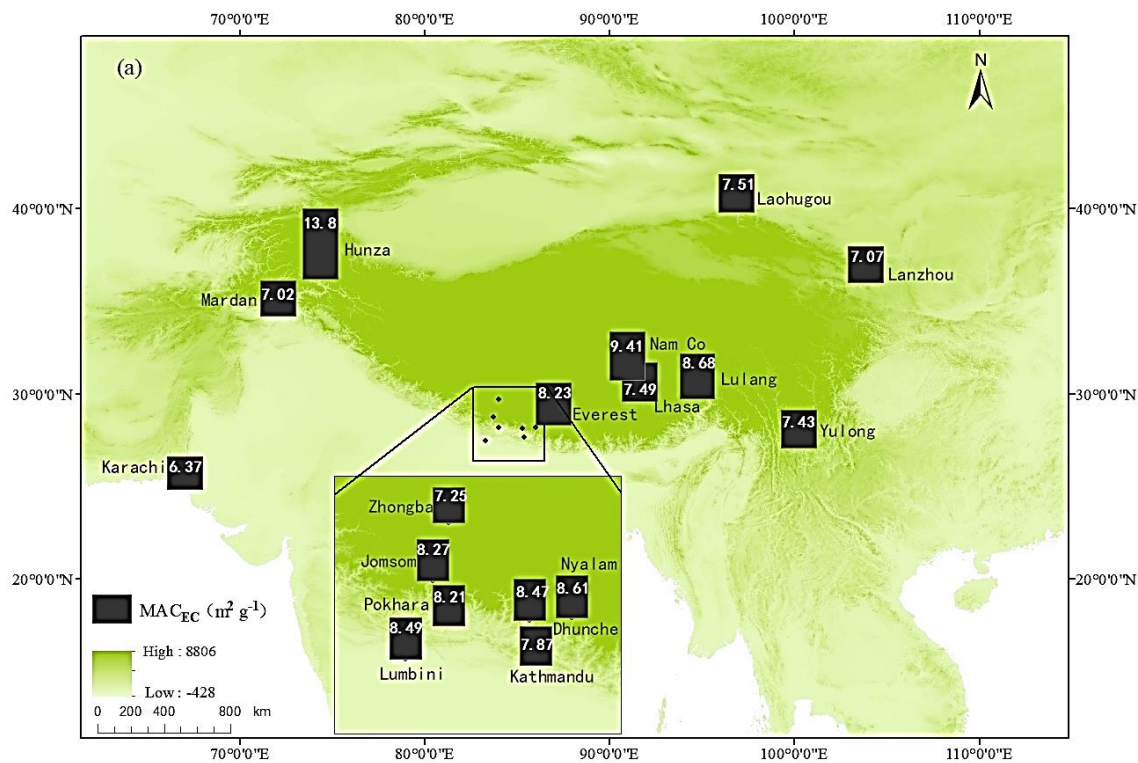 70°0'0"E 80°0'0"E 90°0'0"E 100°0'0"E 110°0'0"E
(a)
N
40°0'0"N
40°0'0"N
7.51
Laohugou
13.8
Hunza
7.07
Lanzhou
7.02
Mardan
9.41
Nam Co
8.68
Lulang
7.49
Lhasa
30°0'0"N
30°0'0"N
8.23
Everest
7.43
Yulong
Karachi
6.37
Zhongba
7.25
Jomsom
8.27
Nyalam
20°0'0"N
20°0'0"N
Pokhara
8.21
8.47
8.61
Dhunche
8.49
Lumbini
7.87
Kathmandu
MACEC (m2 g-1)
High : 8806
Low : -428
0 200 400 800 km
70°0'0"E 80°0'0"E 90°0'0"E 100°0'0"E 110°0'0"E